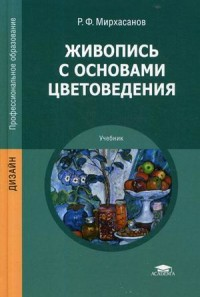 Р. Ф. Мирхасанов
ЖИВОПИСЬ
С ОСНОВАМИ
ЦВЕТОВЕДЕНИЯ
Учебник
Профессиональное образование
ДИЗАЙН
ACADEMA